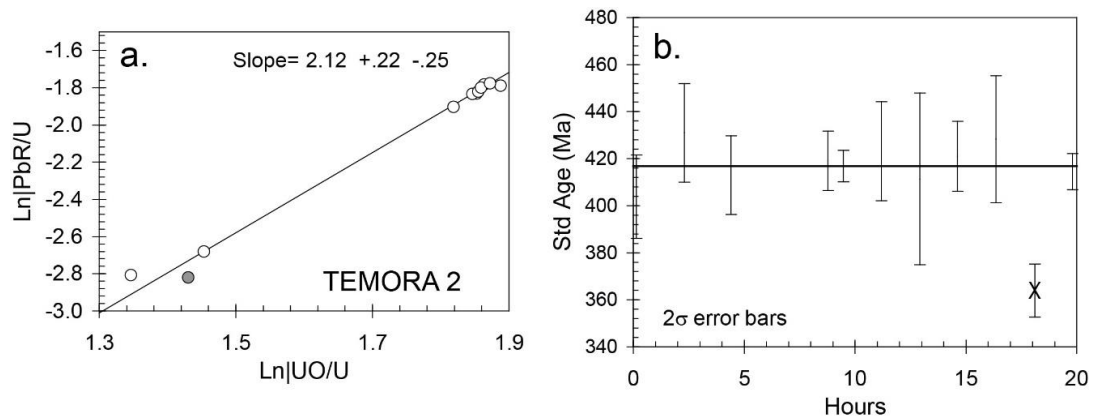 a.
Slope= 2.12 +.22 -.25
Ln|PbR/U
-1.6
-1.8
-2.0
-2.2
-2.4
-2.6
-2.8
-3.0
TEMORA 2
1.3
1.5
1.7
1.9
Ln|UO/U
b.
Std Age (Ma)
480
460
440
420
400
380
360
340
X
2σ error bars
0
5
10
15
20
Hours